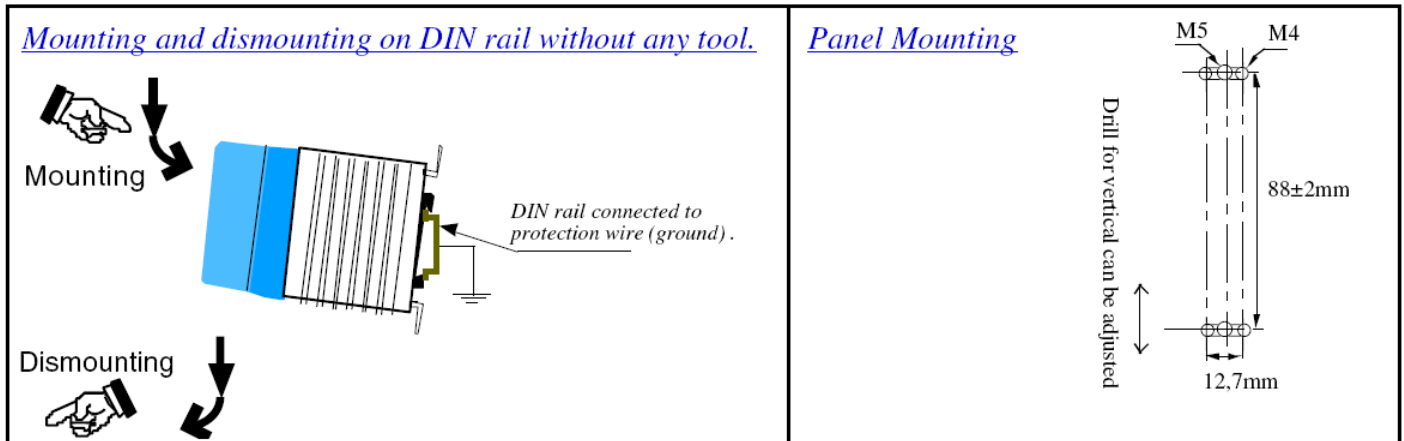 Mounting and dismounting on DIN rail without any tool.
Mounting
DIN rail connected to
protection wire (ground) .
Dismounting
Panel Mounting
M5
M4
Drill for vertical can be adjusted
88±2mm
12,7mm